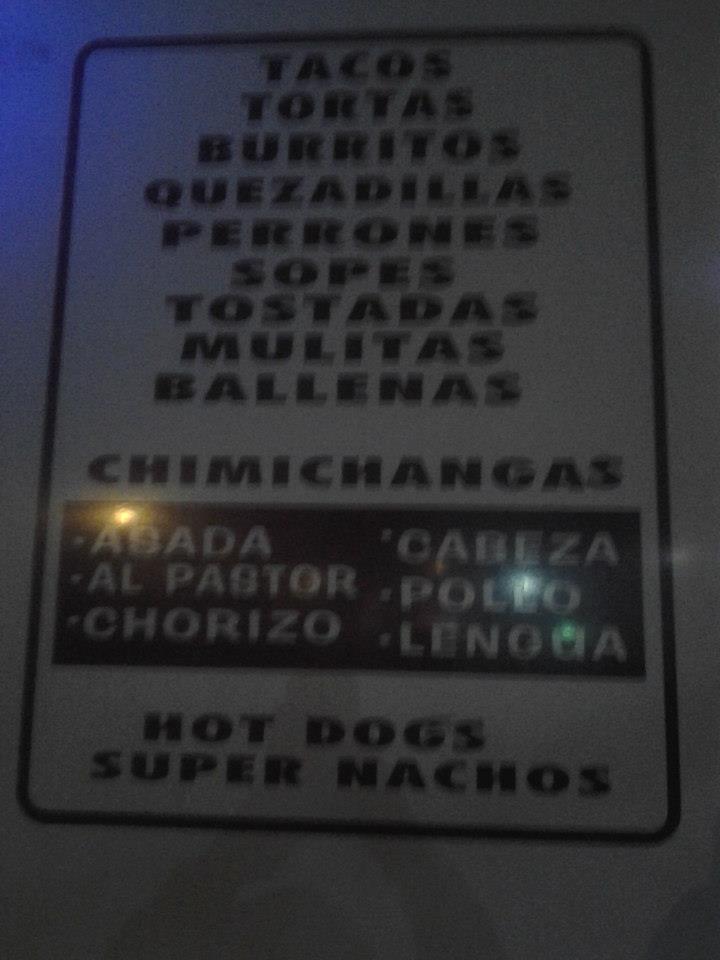 TACOS
TORTAS
BURRITOS
QUEZADILLAS
PERRONES
SOPES
TOSTADAS
MULITAS
BALLENAS
CHIMICHANGAS
·ASADA
·AL PASTOR
·CHORIZO
·CABEZA
·POLLO
·LENGUA
HOT DOGS
SUPER NACHOS